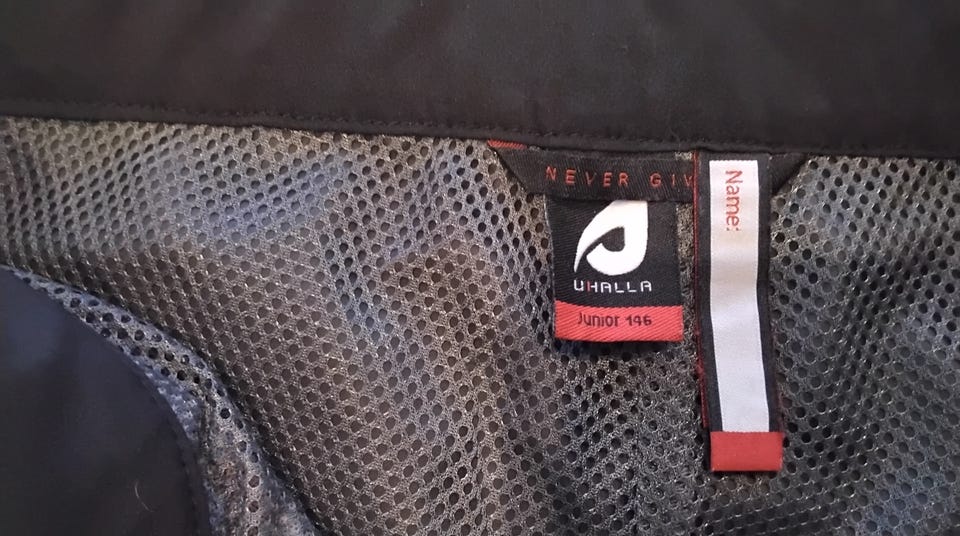 NEVER GIV
UHALLA
Junior 146
Name: